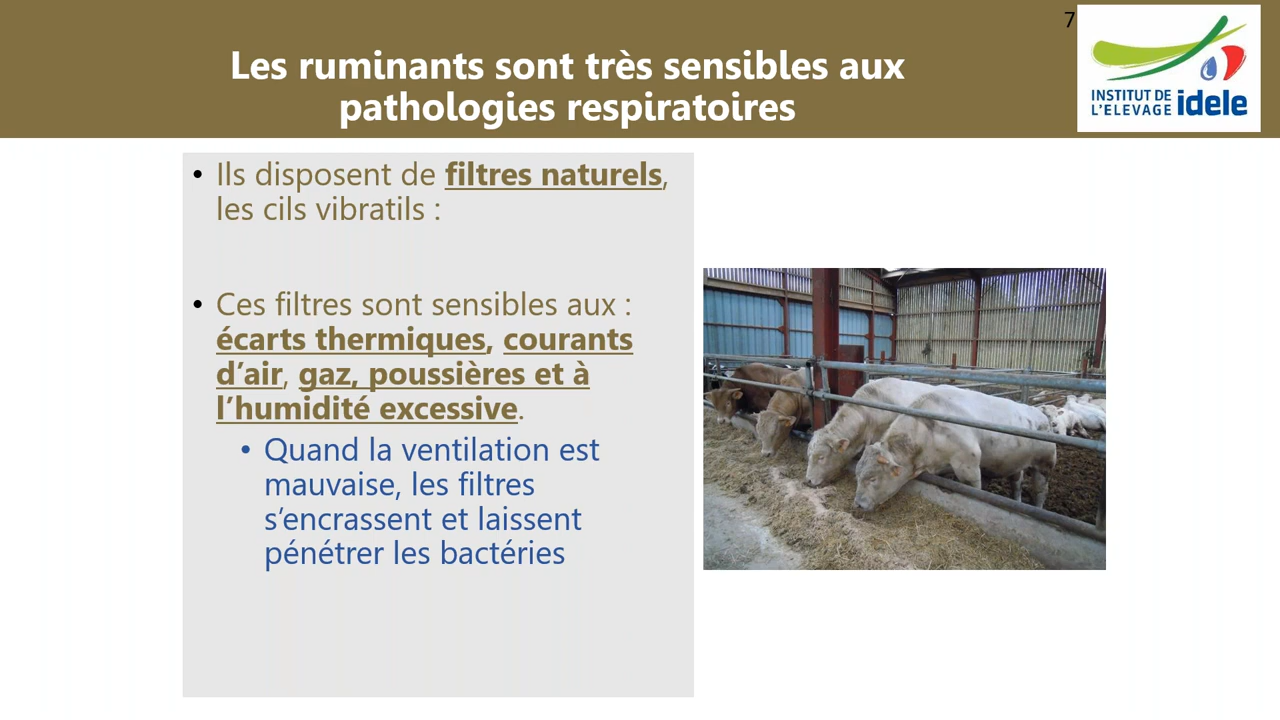 7
Les ruminants sont très sensibles aux
pathologies respiratoires
INSTITUT DE
L'ELEVAGE idele
• Ils disposent de filtres naturels,
les cils vibratils :
• Ces filtres sont sensibles aux :
écarts thermiques, courants
d'air, gaz, poussières et à
l'humidité excessive.
• Quand la ventilation est
mauvaise, les filtres
s'encrassent et laissent
pénétrer les bactéries